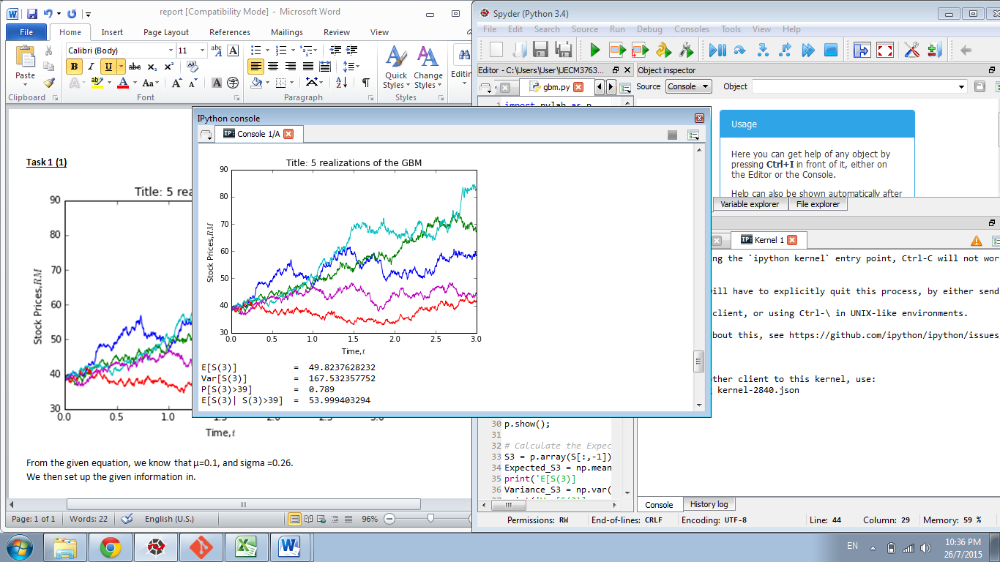 report [Compatibility Mode] - Microsoft Word
File Home Insert Page Layout References Mailings Review View
Paste
Calibri (Body) 11
B I U abc x₂ x² Aa
Quick Styles
Change Styles
Editin
Clipboard Font Paragraph Styles
Task 1 (1)
Title: 5 rea
90
80
70
60
50
40
30
Stock Prices,RM
0.0 0.5 1.0
Time,t
From the given equation, we know that μ=0.1, and sigma =0.26.
We then set up the given information in.
Page: 1 of 1 Words: 22 English (U.S.) 96%
IPython console
IP: Console 1/A
Title: 5 realizations of the GBM
90
80
70
60
50
40
30
Stock Prices,RM
0.0 0.5 1.0 1.5 2.0 2.5 3.0
Time,t
E[S(3)] = 49.8237628232
Var[S(3)] = 167.532357752
P[S(3)>39] = 0.789
E[S(3)| S(3)>39] = 53.999403294
Spyder (Python 3.4)
File Edit Search Source Run Debug Consoles Tools View Help
Editor - C:\Users\User\UECM3763...
gbm.py
1 import pylab as p
30 p.show();
31
32 # Calculate the Expec
33 S3 = p.array(S[:,-1])
34 Expected_S3 = np.mean
35 print('E[S(3)]
36 Variance_S3 = np.var(
Object inspector
Source Console Object
Usage
Here you can get help of any object by
pressing Ctrl+I in front of it, either on
the Editor or the Console.
Help can also be shown automatically after
Variable explorer File explorer
IP: Kernel 1
ing the `ipython kernel` entry point, Ctrl-C will not wor
ill have to explicitly quit this process, by either send
client, or using Ctrl-\ in UNIX-like environments.
bout this, see https://github.com/ipython/ipython/issues
ther client to this kernel, use:
kernel-2840.json
Console History log
Permissions: RW End-of-lines: CRLF Encoding: UTF-8 Line: 44 Column: 29 Memory: 59 %
EN
10:36 PM
26/7/2015